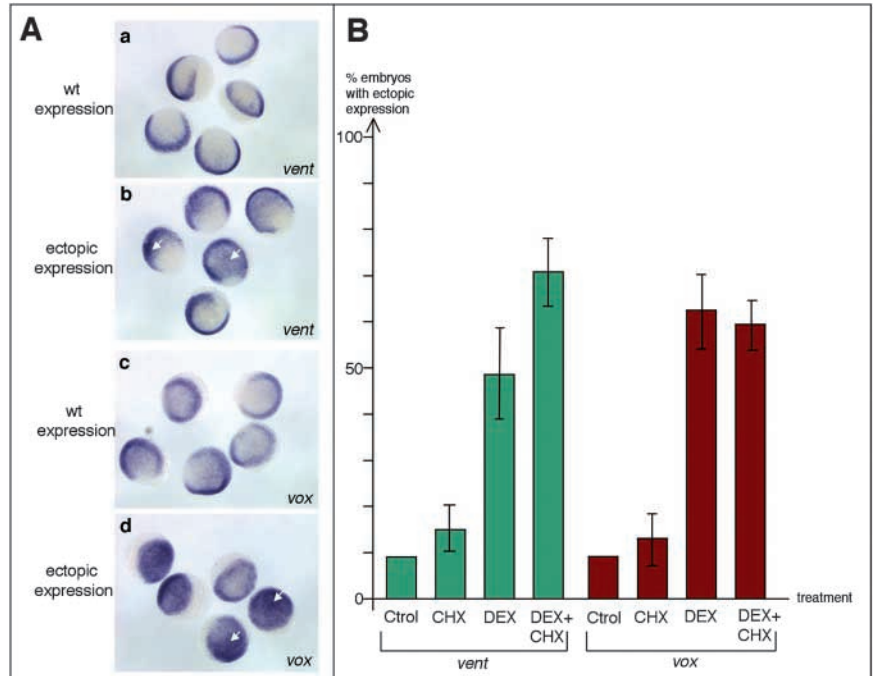 A
a
wt
expression
vent
b
ectopic
expression
vent
c
wt
expression
vox
d
ectopic
expression
vox
B
% embryos
with ectopic
expression
100
50
0
treatment
Ctrol CHX DEX DEX+
CHX
Ctrol CHX DEX DEX+
CHX
vent
vox